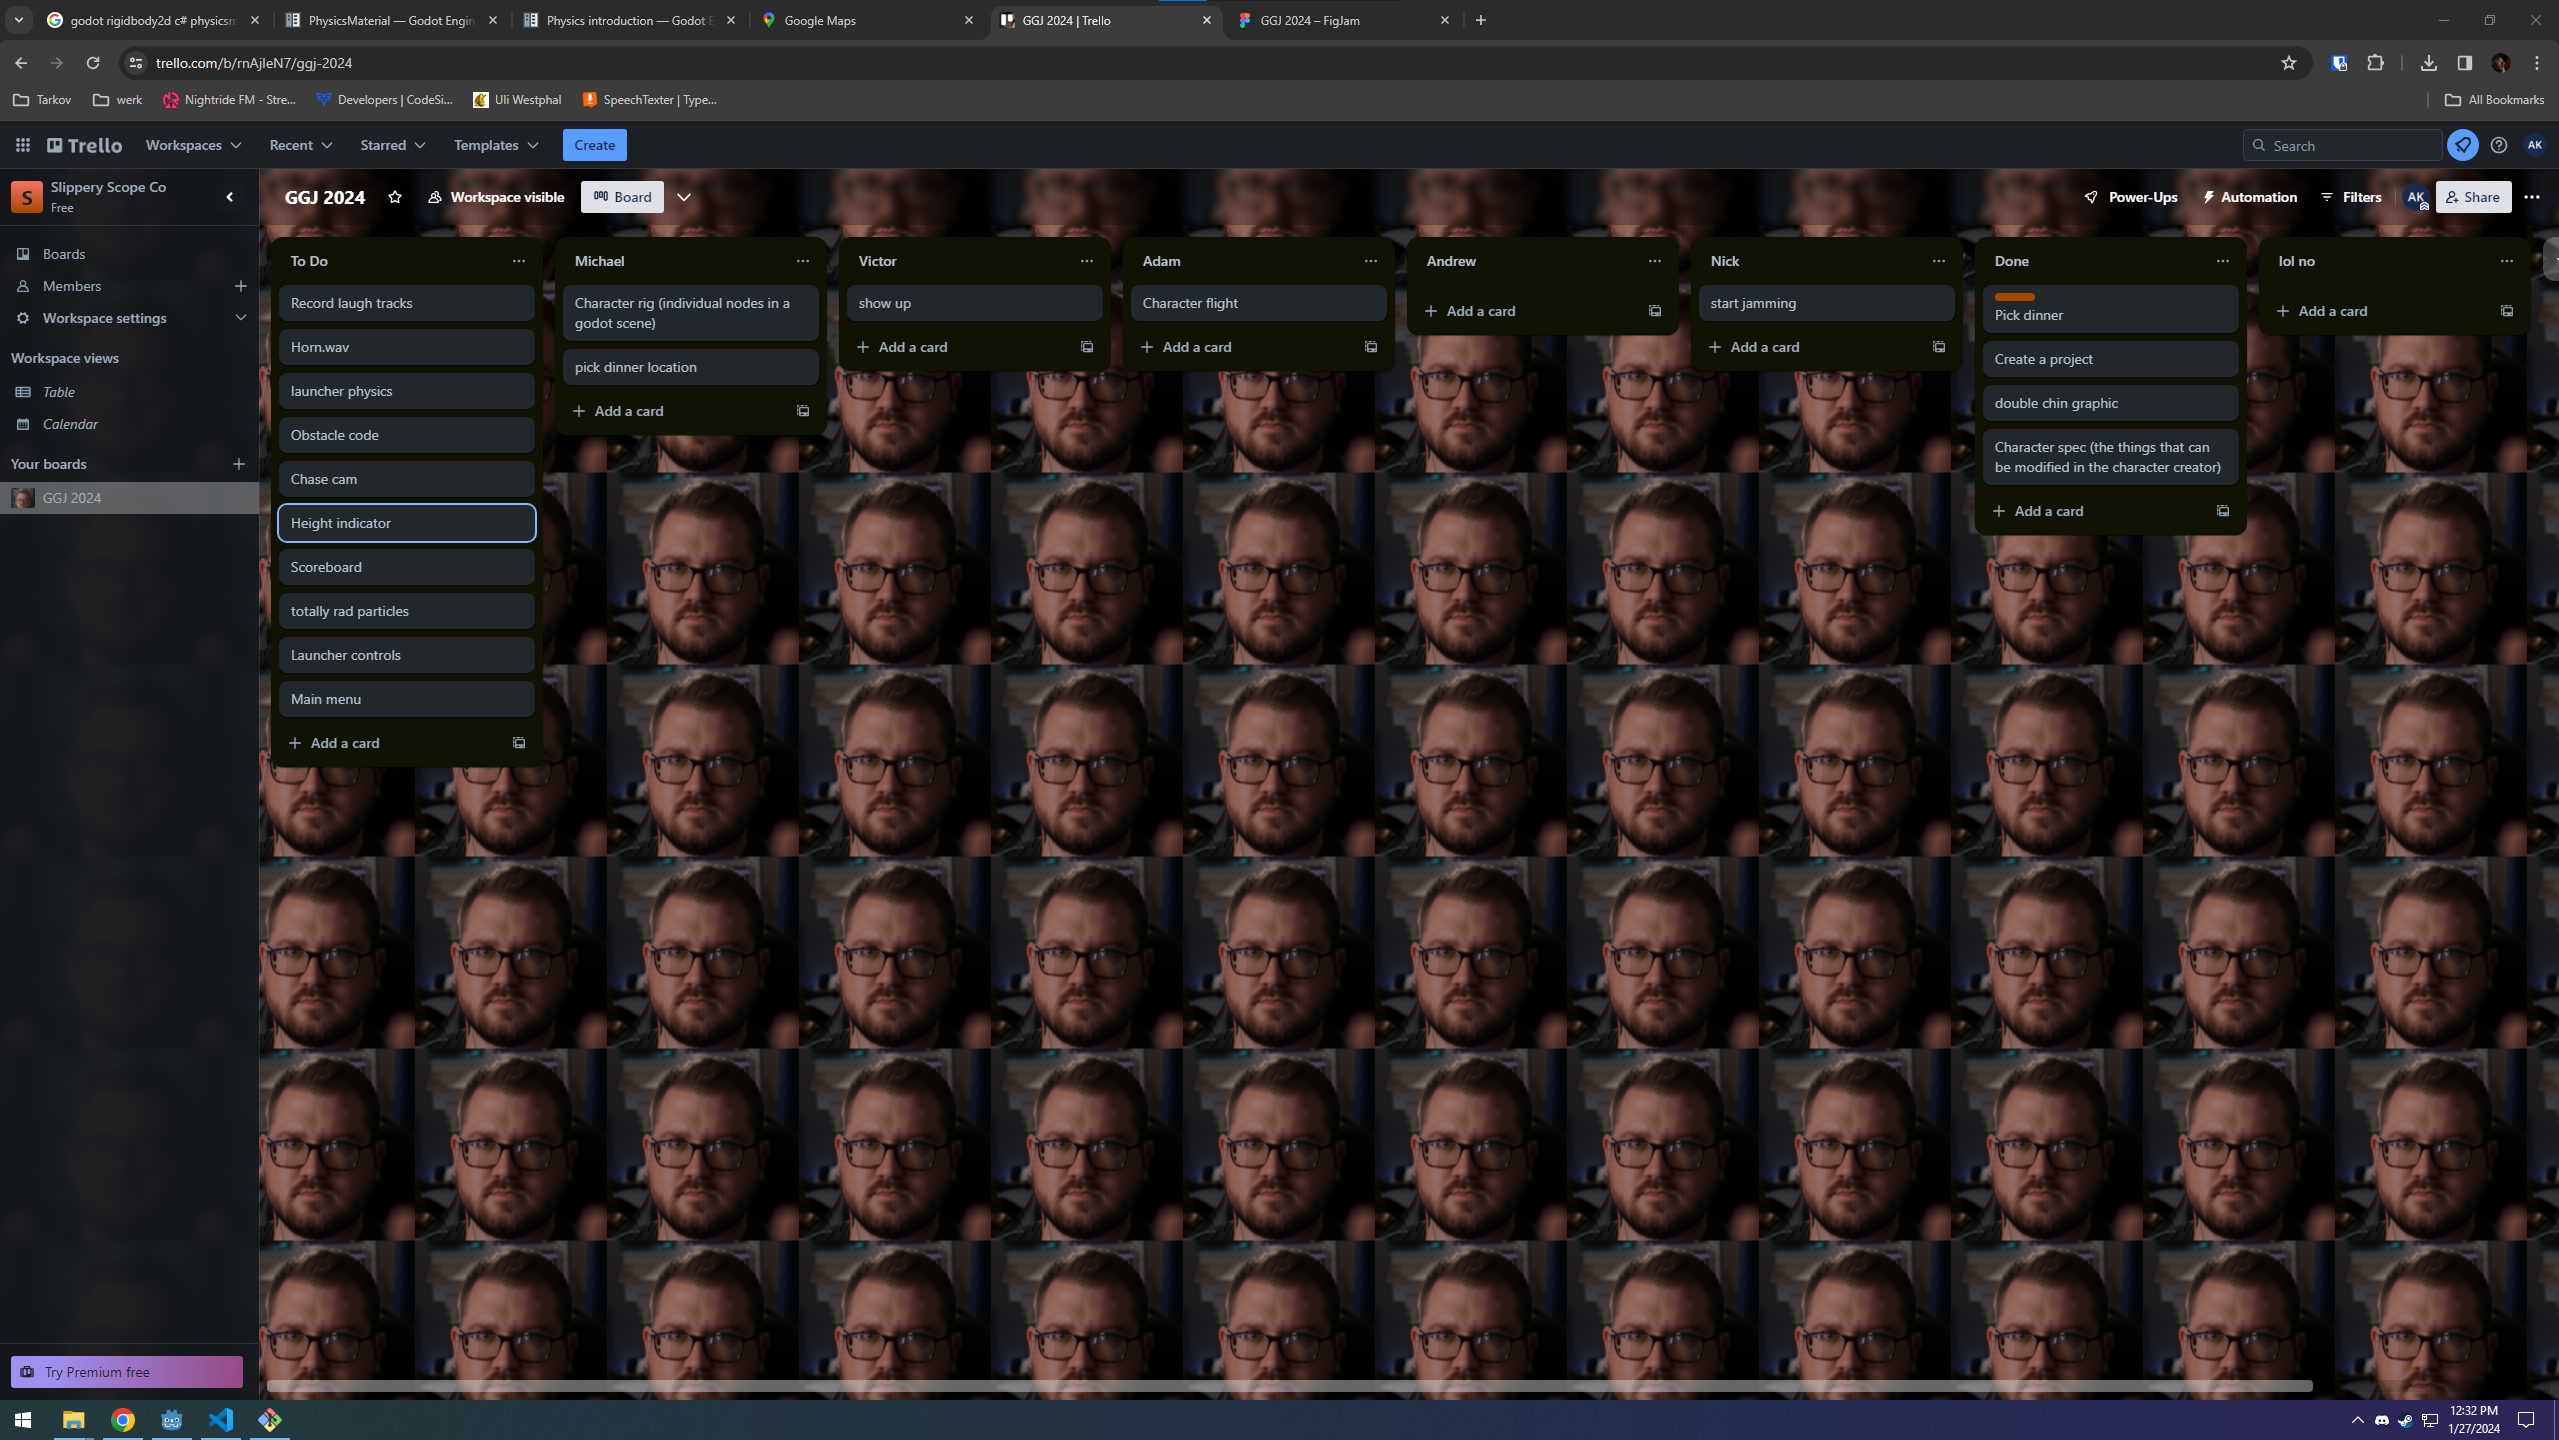 godot rigidbody2d c# physicsm
PhysicsMaterial — Godot Engin
Physics introduction — Godot E
Google Maps
GGJ 2024 | Trello
GGJ 2024 – FigJam
trello.com/b/rnAjleN7/ggj-2024
Tarkov
werk
Nightride FM - Stre...
Developers | CodeSi...
Uli Westphal
SpeechTexter | Type...
All Bookmarks
Trello
Workspaces
Recent
Starred
Templates
Create
Search
AK
S
Slippery Scope Co
Free
GGJ 2024
Workspace visible
Board
Power-Ups
Automation
Filters
AK
Share
Boards
Members
Workspace settings
Workspace views
Table
Calendar
Your boards
GGJ 2024
Try Premium free
To Do
Record laugh tracks
Horn.wav
launcher physics
Obstacle code
Chase cam
Height indicator
Scoreboard
totally rad particles
Launcher controls
Main menu
Add a card
Michael
Character rig (individual nodes in a
godot scene)
pick dinner location
Add a card
Victor
show up
Add a card
Adam
Character flight
Add a card
Andrew
Add a card
Nick
start jamming
Add a card
Done
Pick dinner
Create a project
double chin graphic
Character spec (the things that can
be modified in the character creator)
Add a card
lol no
Add a card
12:32 PM
1/27/2024